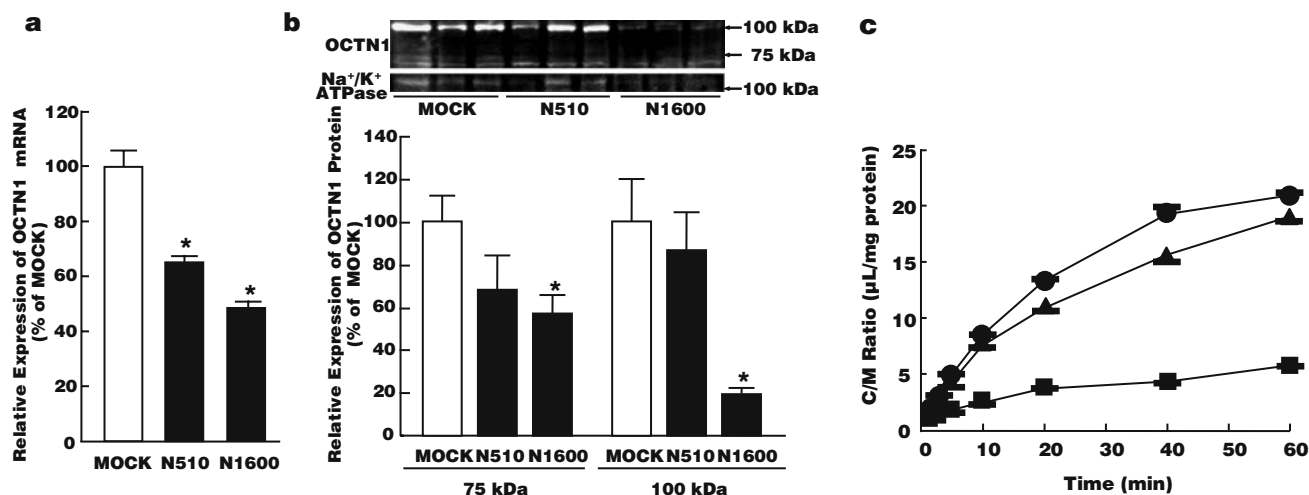 a
Relative Expression of OCTN1 mRNA
(% of MOCK)
120
100
80
60
40
20
0
*
*
MOCK N510 N1600
b
OCTN1
100 kDa
75 kDa
Na⁺/K⁺
ATPase
100 kDa
MOCK N510 N1600
Relative Expression of OCTN1 Protein
(% of MOCK)
140
120
100
80
60
40
20
0
*
*
MOCK N510 N1600 MOCK N510 N1600
75 kDa 100 kDa
c
C/M Ratio (µL/mg protein)
25
20
15
10
5
0
0 10 20 30 40 50 60
Time (min)